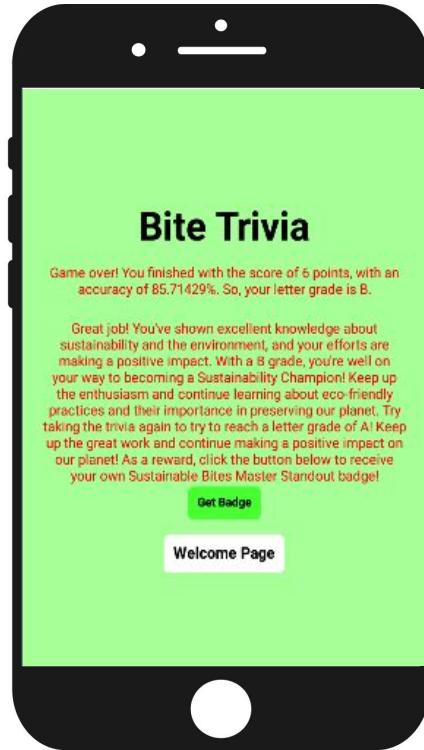 Bite Trivia
Game over! You finished with the score of 6 points, with an
accuracy of 85.71429%. So, your letter grade is B.
Great job! You've shown excellent knowledge about
sustainability and the environment, and your efforts are
making a positive impact. With a B grade, you're well on
your way to becoming a Sustainability Champion! Keep up
the enthusiasm and continue learning about eco-friendly
practices and their importance in preserving our planet. Try
taking the trivia again to try to reach a letter grade of A! Keep
up the great work and continue making a positive impact on
our planet! As a reward, click the button below to receive
your own Sustainable Bites Master Standout badge!
Get Badge
Welcome Page